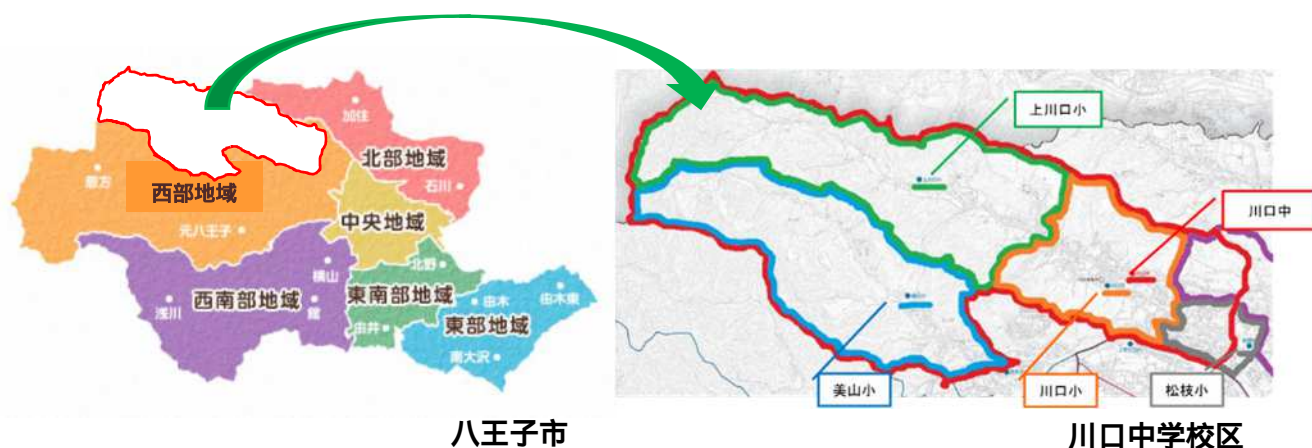 加住
北部地域
恩方
西部地域
石川
中央地域
元八王子
北野
横山
西南部地域
東南部地域
由木
由木東
浅川
館
由井
東部地域
南大沢
八王子市
上川口小
川口中
美山小
川口小
松枝小
川口中学校区